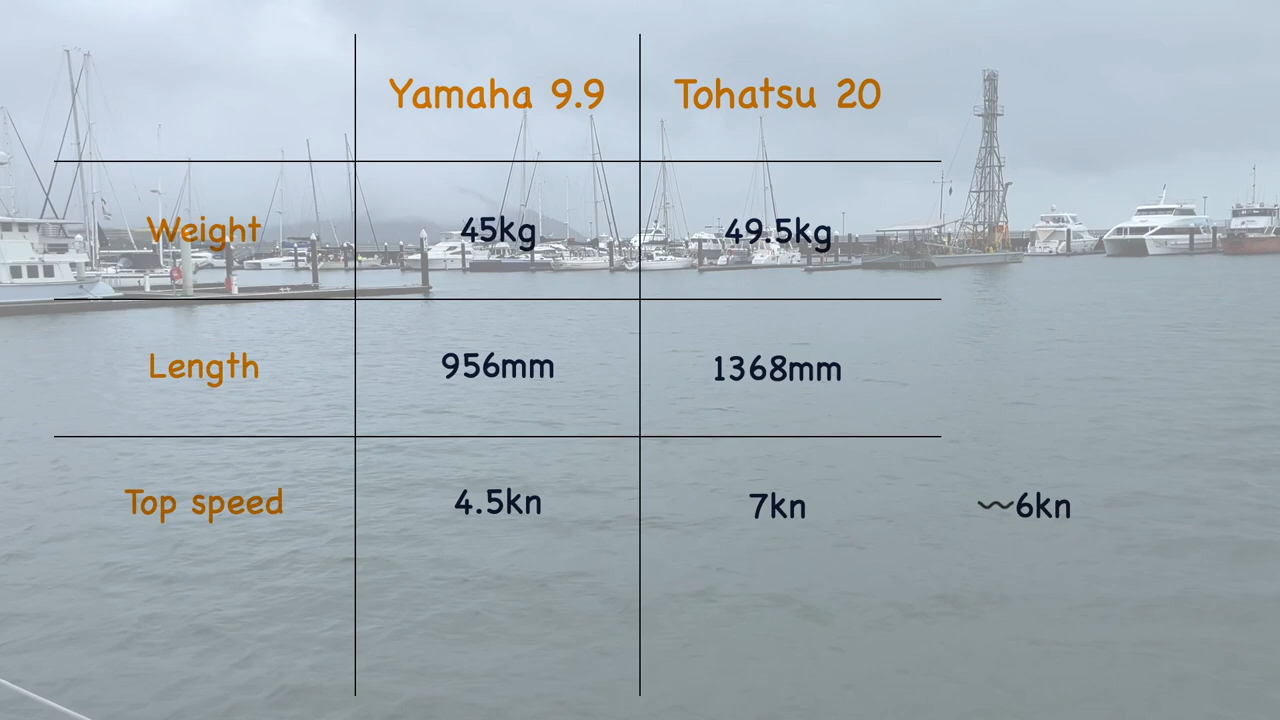 Yamaha 9.9 Tohatsu 20
Weight 45kg 49.5kg
Length 956mm 1368mm
Top speed 4.5kn 7kn ~6kn